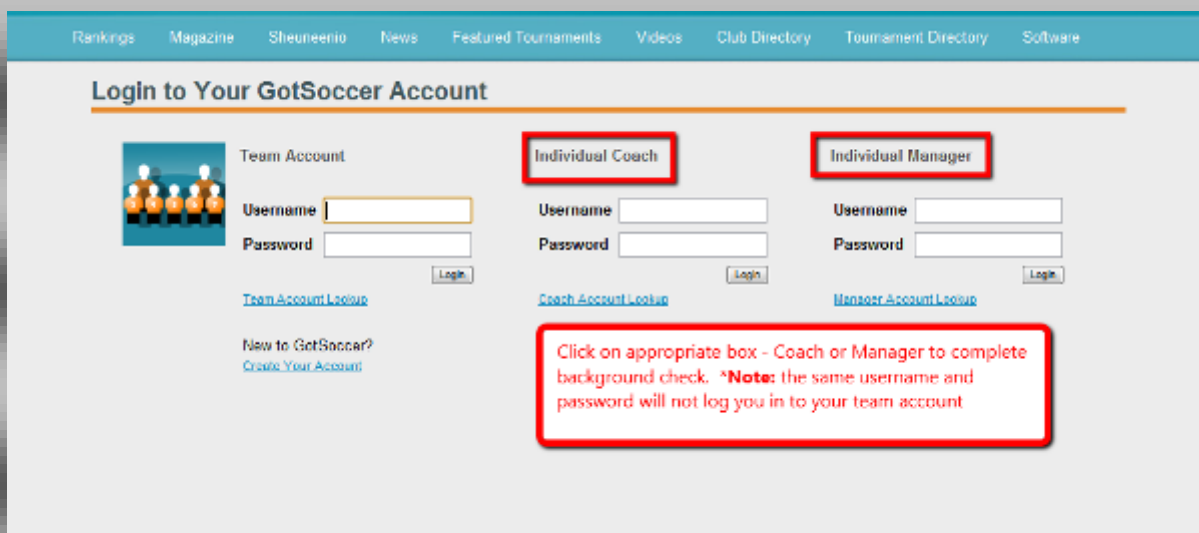 Rankings Magazine Sheuneenio News Featured Tournaments Videos Club Directory Tournament Directory Software
Login to Your GotSoccer Account
Team Account
Username
Password
Login
Team Account Lookup
New to GotSoccer?
Create Your Account
Individual Coach
Username
Password
Login
Coach Account Lookup
Individual Manager
Username
Password
Login
Manager Account Lookup
Click on appropriate box - Coach or Manager to complete
background check. *Note: the same username and
password will not log you in to your team account